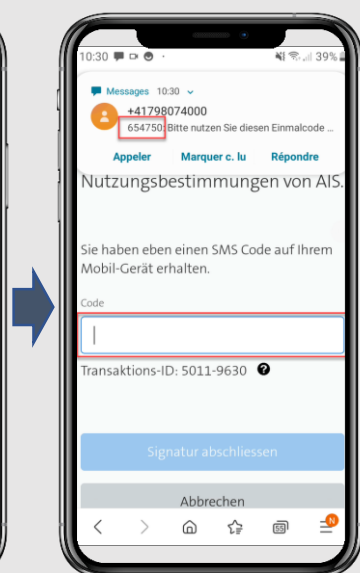 10:30
39%
Messages 10:30
+41798074000
654750: Bitte nutzen Sie diesen Einmalcode ...
Appeler Marquer c. lu Répondre
Nutzungsbestimmungen von AIS.
Sie haben eben einen SMS Code auf Ihrem
Mobil-Gerät erhalten.
Code
Transaktions-ID: 5011-9630 ?
Signatur abschliessen
Abbrechen
55 N